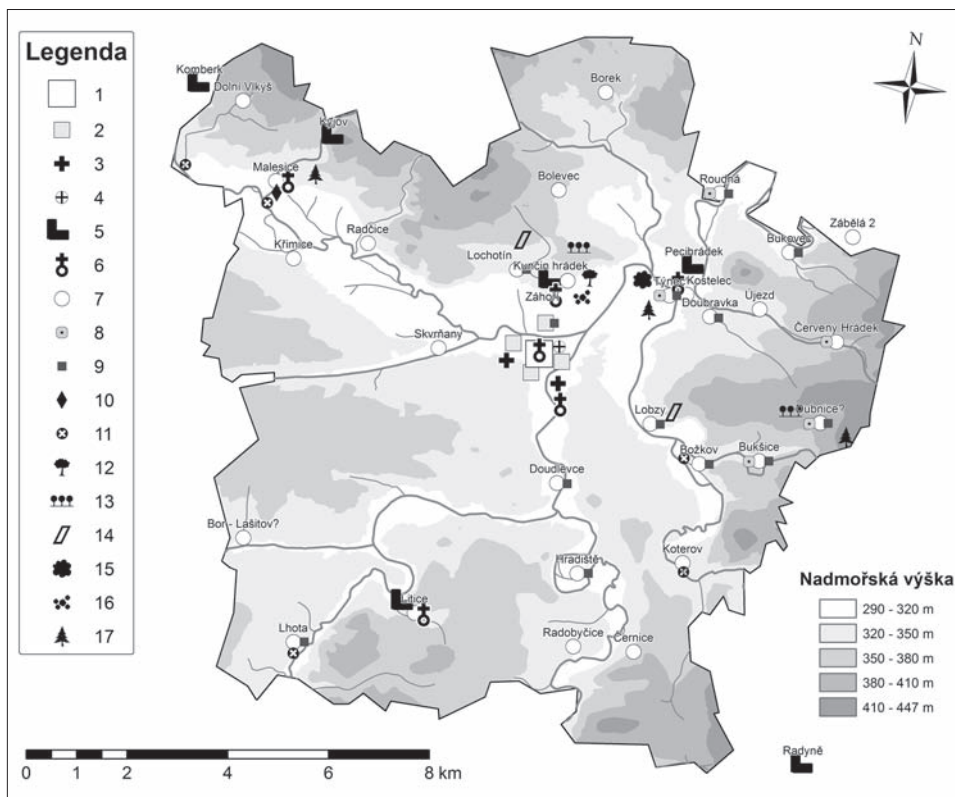 Legenda
1
2
3
4
5
6
7
8
9
10
11
12
13
14
15
16
17
N
Komberk
Dolní Vlkyš
Kyjov
Malesice
Křimice
Radčice
Borek
Bolevec
Roudná
Zábělá 2
Bukovec
Lochotín
Kunčin hrádek
Záhoří
Pecihrádek
Týnec
Kostelec
Doubravka
Újezd
Červený Hrádek
Skvrňany
Lobzy
Dubnice?
Božkov
Bukšice
Doudlevce
Bor - Lašitov?
Hradiště
Koterov
Litice
Lhota
Radobyčice
Černice
Radyně
Nadmořská výška
290 - 320 m
320 - 350 m
350 - 380 m
380 - 410 m
410 - 447 m
0 1 2 4 6 8 km